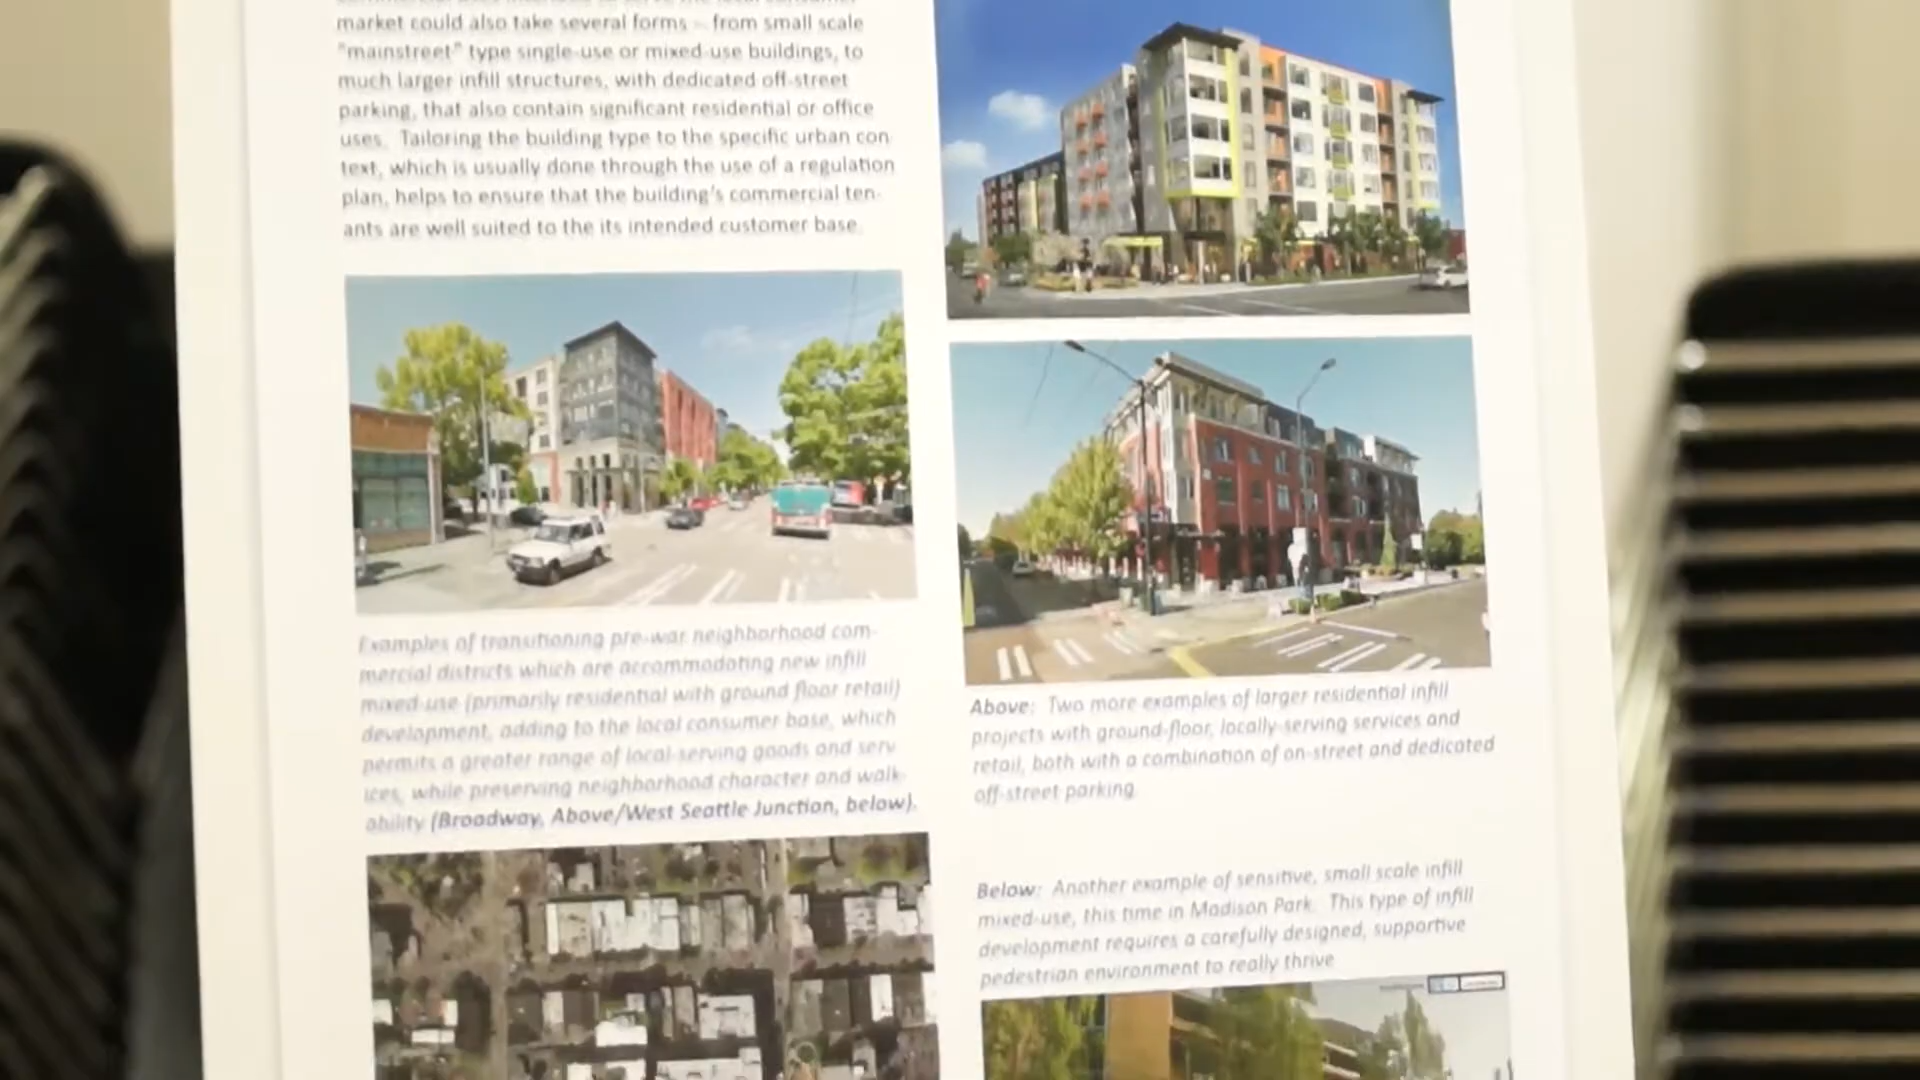 market could also take several forms – from small scale
"mainstreet" type single-use or mixed-use buildings, to
much larger infill structures, with dedicated off-street
parking, that also contain significant residential or office
uses. Tailoring the building type to the specific urban con-
text, which is usually done through the use of a regulation
plan, helps to ensure that the building's commercial ten-
ants are well suited to the its intended customer base.
Examples of transitioning pre-war neighborhood com-
mercial districts which are accommodating new infill
mixed-use (primarily residential with ground floor retail)
development, adding to the local consumer base, which
permits a greater range of local-serving goods and serv-
ices, while preserving neighborhood character and walk-
ability (Broadway, Above/West Seattle Junction, below).
Above: Two more examples of larger residential infill
projects with ground-floor, locally-serving services and
retail, both with a combination of on-street and dedicated
off-street parking.
Below: Another example of sensitive, small scale infill
mixed-use, this time in Madison Park. This type of infill
development requires a carefully designed, supportive
pedestrian environment to really thrive